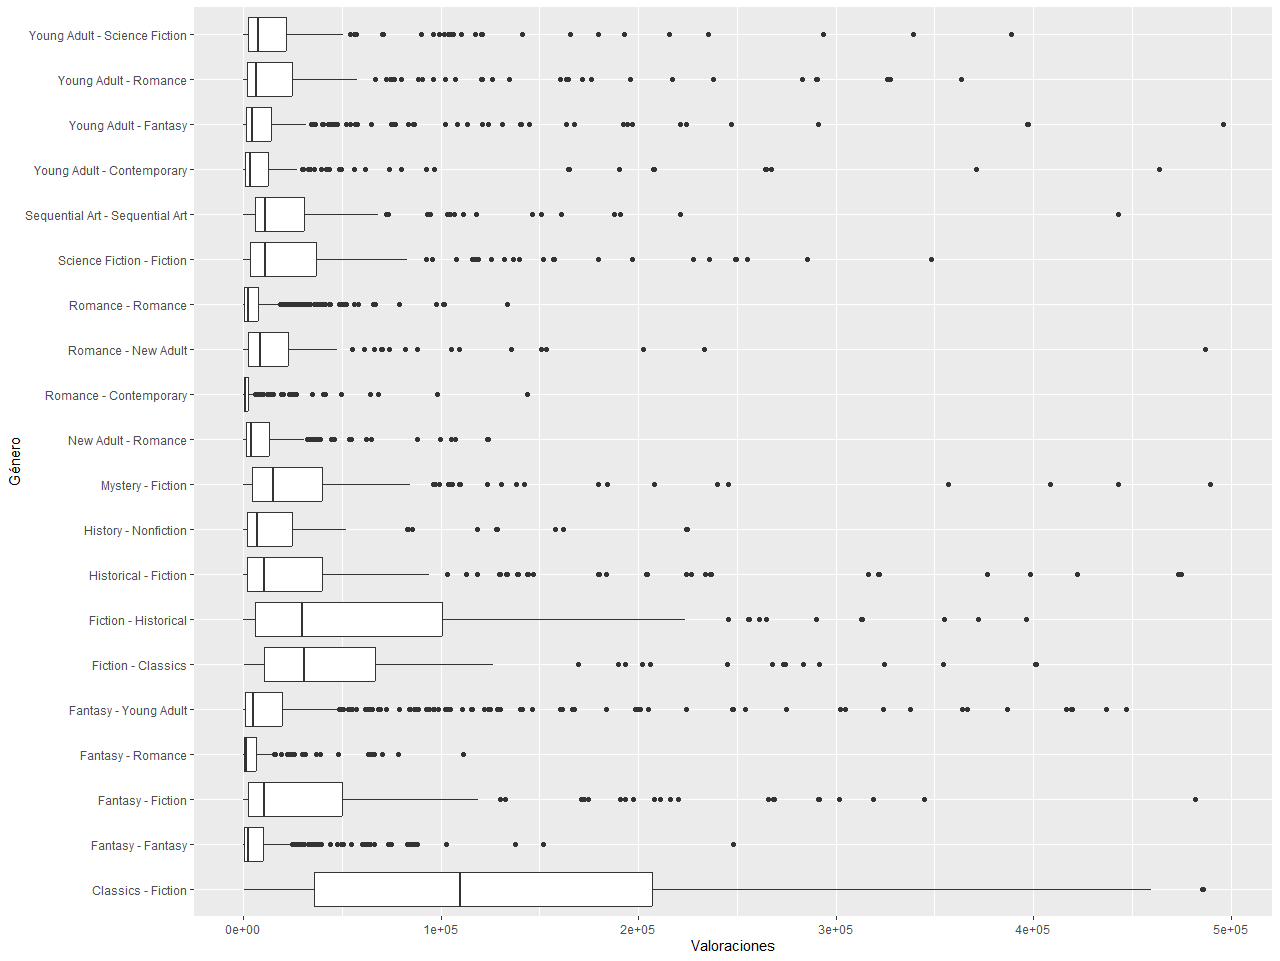 Young Adult - Science Fiction
Young Adult - Romance
Young Adult - Fantasy
Young Adult - Contemporary
Sequential Art - Sequential Art
Science Fiction - Fiction
Romance - Romance
Romance - New Adult
Romance - Contemporary
New Adult - Romance
Mystery - Fiction
History - Nonfiction
Historical - Fiction
Fiction - Historical
Fiction - Classics
Fantasy - Young Adult
Fantasy - Romance
Fantasy - Fiction
Fantasy - Fantasy
Classics - Fiction
Género
0e+00 1e+05 2e+05 3e+05 4e+05 5e+05
Valoraciones